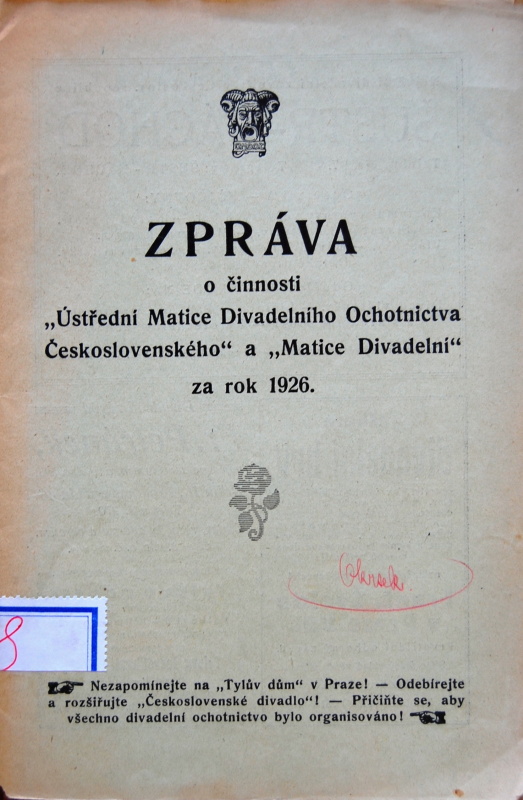 ZPRÁVA
o činnosti
„Ústřední Matice Divadelního Ochotnictva
Československého“ a „Matice Divadelní“
za rok 1926.
Okrsek
Nezapomínejte na „Tylův dům“ v Praze! — Odebírejte
a rozšiřujte „Československé divadlo“! — Přičiňte se, aby
všechno divadelní ochotnictvo bylo organisováno!